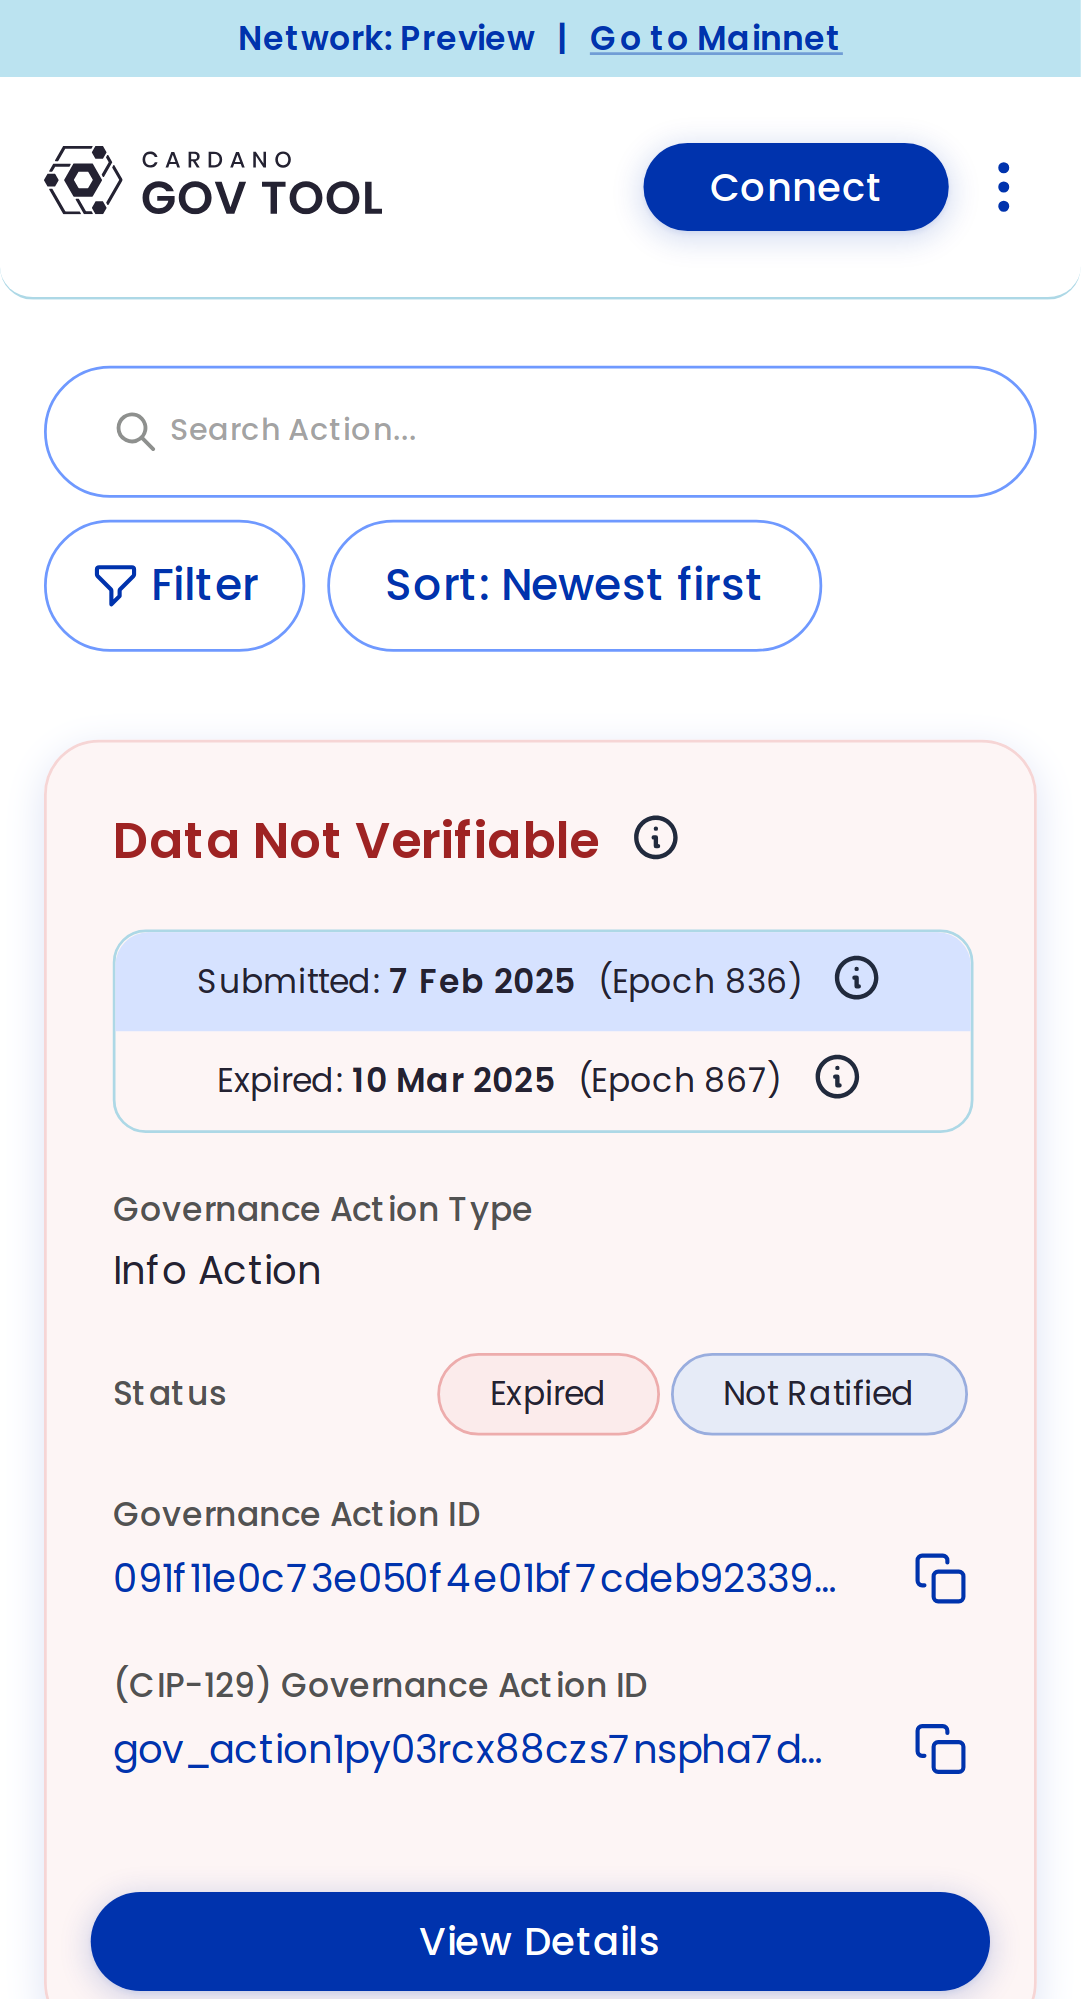 Network: Preview | Go to Mainnet
CARDANO
GOV TOOL
Connect
Search Action...
Filter
Sort: Newest first
Data Not Verifiable
Submitted: 7 Feb 2025 (Epoch 836)
Expired: 10 Mar 2025 (Epoch 867)
Governance Action Type
Info Action
Status
Expired
Not Ratified
Governance Action ID
091f11e0c73e050f4e01bf7cdeb92339...
(CIP-129) Governance Action ID
gov_action1py03rcx88czs7nspha7d...
View Details